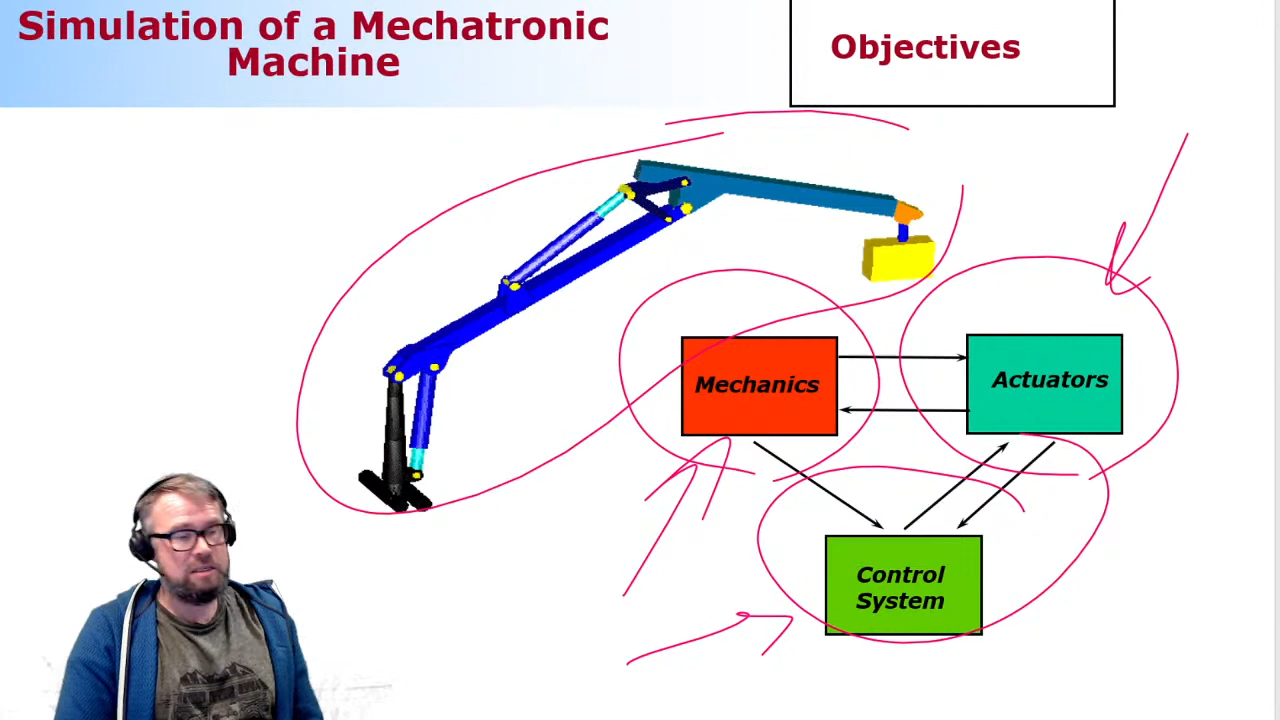 Simulation of a Mechatronic
Machine
Objectives
Mechanics
Actuators
Control
System